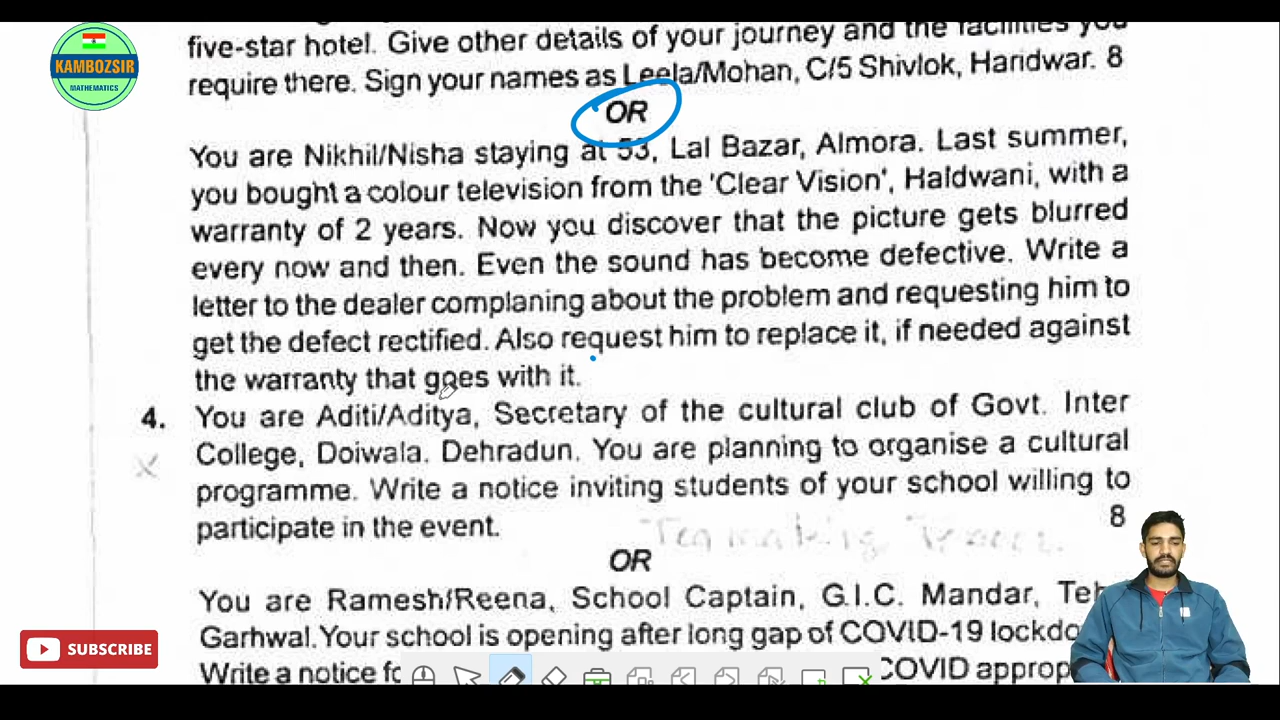 KAMBOZSIR
MATHEMATICS
five-star hotel. Give other details of your journey and the facilities you
require there. Sign your names as Leela/Mohan, C/5 Shivlok, Haridwar. 8
OR
You are Nikhil/Nisha staying at 53, Lal Bazar, Almora. Last summer,
you bought a colour television from the 'Clear Vision', Haldwani, with a
warranty of 2 years. Now you discover that the picture gets blurred
every now and then. Even the sound has become defective. Write a
letter to the dealer complaning about the problem and requesting him to
get the defect rectified. Also request him to replace it, if needed against
the warranty that goes with it.
4. You are Aditi/Aditya, Secretary of the cultural club of Govt. Inter
College, Doiwala. Dehradun. You are planning to organise a cultural
programme. Write a notice inviting students of your school willing to
participate in the event. 8
OR
You are Ramesh/Reena, School Captain, G.I.C. Mandar,
Garhwal. Your school is opening after long gap of COVID-19
Write a notice COVID
SUBSCRIBE